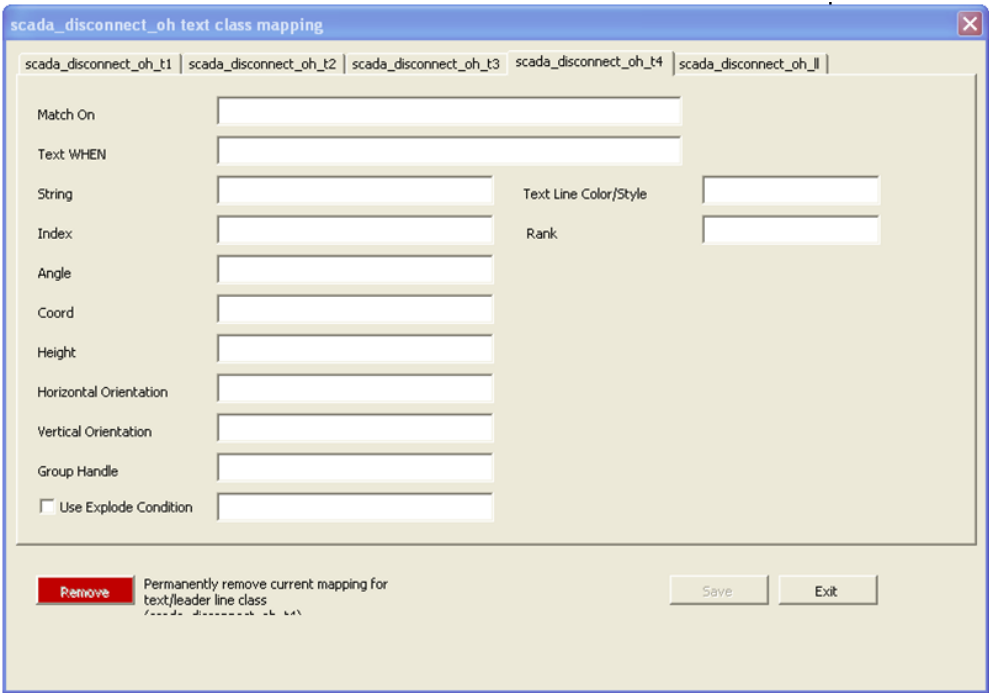 scada_disconnect_oh text class mapping
scada_disconnect_oh_t1 scada_disconnect_oh_t2 scada_disconnect_oh_t3 scada_disconnect_oh_t4 scada_disconnect_oh_ll
Match On
Text WHEN
String Text Line Color/Style
Index Rank
Angle
Coord
Height
Horizontal Orientation
Vertical Orientation
Group Handle
Use Explode Condition
Remove Permanently remove current mapping for Save Exit
text/leader line class
(scada_disconnect_oh_t4)